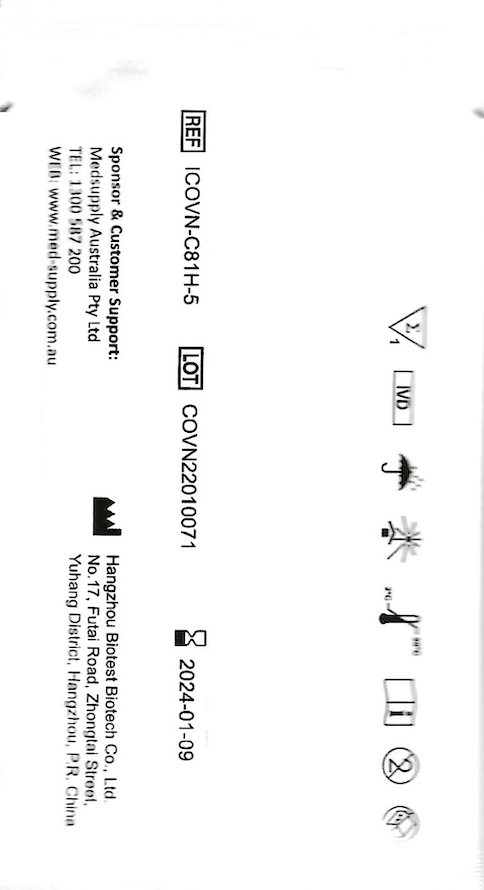 1
IVD
2°C
30°C
REF ICOVN-C81H-5
LOT COVN22010071
2024-01-09
Sponsor & Customer Support:
Medsupply Australia Pty Ltd
TEL: 1300 587 200
WEB: www.med-supply.com.au
Hangzhou Biotest Biotech Co., Ltd.
No.17, Futai Road, Zhongtai Street,
Yuhang District, Hangzhou, P.R. China